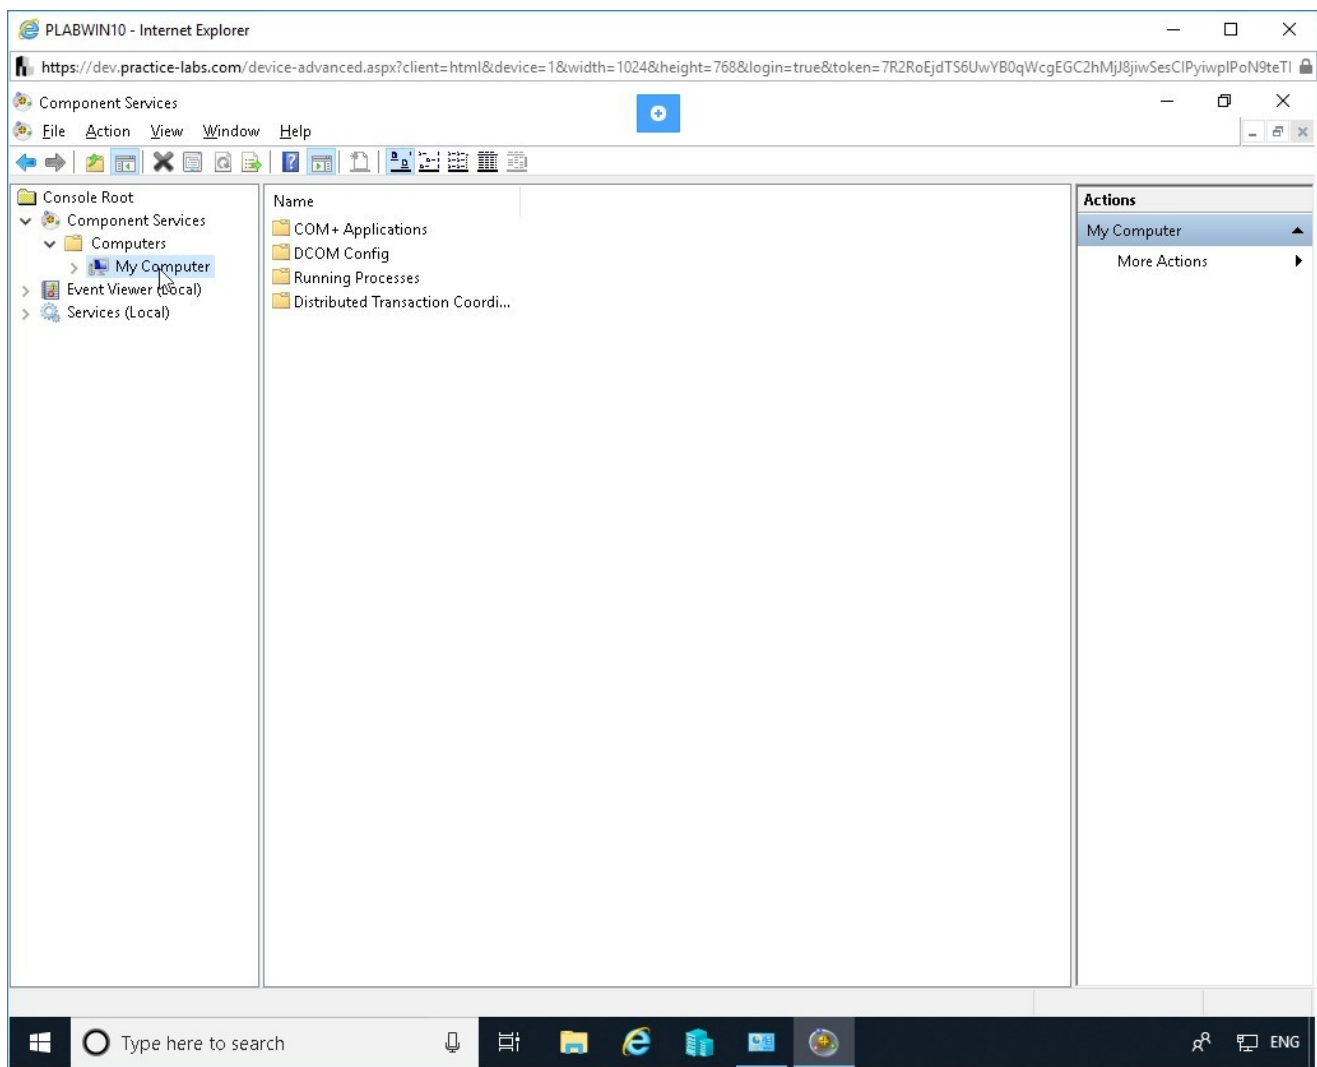 PLABWIN10 - Internet Explorer
https://dev.practice-labs.com/device-advanced.aspx?client=html&device=1&width=1024&height=768&login=true&token=7R2RoEjdTS6UwYB0qWcgEGC2hMjJ8jiwSesClPyiwplPoN9teTl
Component Services
File Action View Window Help
Console Root
Component Services
Computers
My Computer
Event Viewer (Local)
Services (Local)
Name
COM+ Applications
DCOM Config
Running Processes
Distributed Transaction Coordi...
Actions
My Computer
More Actions
Type here to search
ENG